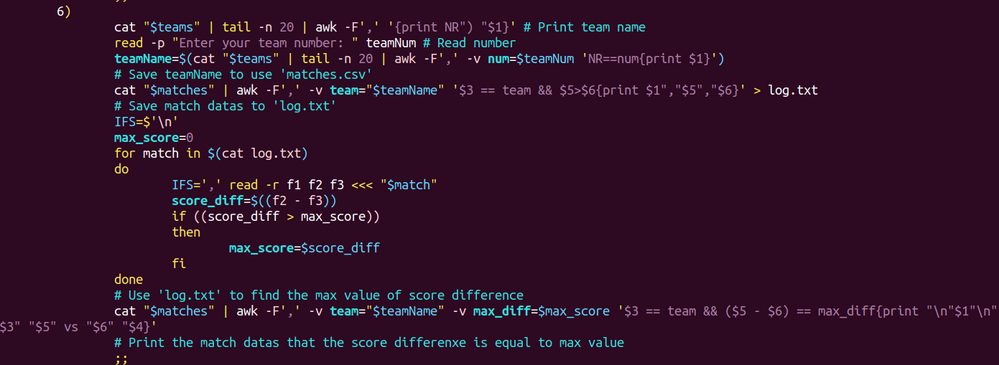 ;;
6)
cat "$teams" | tail -n 20 | awk -F',' '{print NR") "$1}' # Print team name
read -p "Enter your team number: " teamNum # Read number
teamName=$(cat "$teams" | tail -n 20 | awk -F',' -v num=$teamNum 'NR==num{print $1}')
# Save teamName to use 'matches.csv'
cat "$matches" | awk -F',' -v team="$teamName" '$3 == team && $5>$6{print $1","$5","$6}' > log.txt
# Save match datas to 'log.txt'
IFS=$'\n'
max_score=0
for match in $(cat log.txt)
do
IFS=',' read -r f1 f2 f3 <<< "$match"
score_diff=$((f2 - f3))
if ((score_diff > max_score))
then
max_score=$score_diff
fi
done
# Use 'log.txt' to find the max value of score difference
cat "$matches" | awk -F',' -v team="$teamName" -v max_diff=$max_score '$3 == team && ($5 - $6) == max_diff{print "\n"$1"\n"
$3" "$5" vs "$6" "$4}'
# Print the match datas that the score differenxe is equal to max value
;;